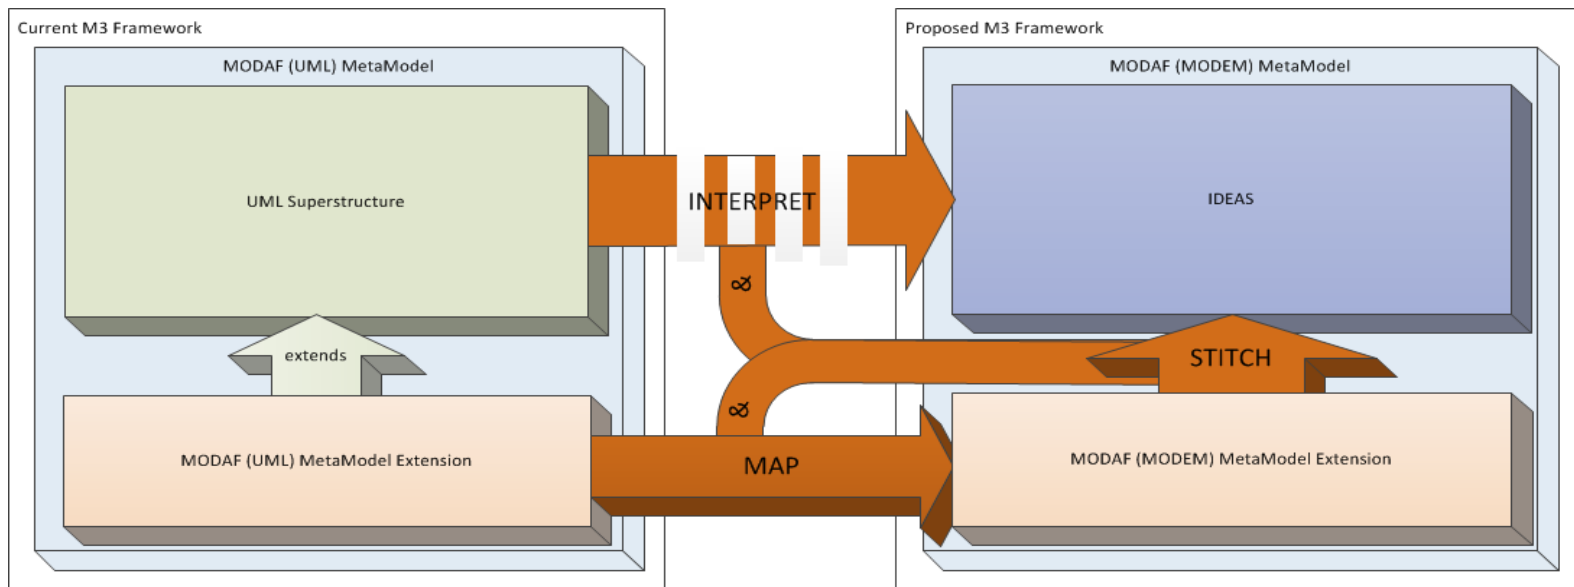 Current M3 Framework
MODAF (UML) MetaModel
UML Superstructure
extends
MODAF (UML) MetaModel Extension
INTERPRET
&
&
MAP
Proposed M3 Framework
MODAF (MODEM) MetaModel
IDEAS
STITCH
MODAF (MODEM) MetaModel Extension